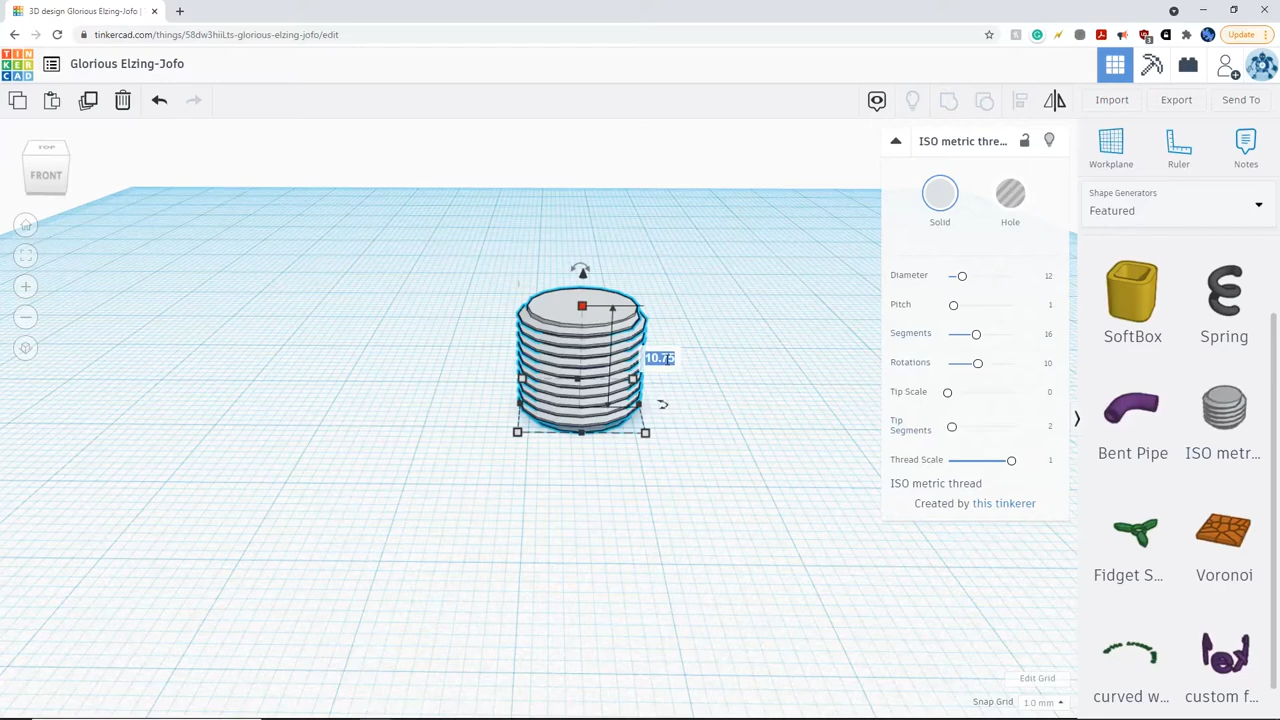 3D design Glorious Elzing-Jofo |
tinkercad.com/things/58dw3hiiLts-glorious-elzing-jofo/edit
Update
TIN
KER
CAD
Glorious Elzing-Jofo
Import
Export
Send To
TOP
FRONT
ISO metric thre...
Solid
Hole
Diameter 12
Pitch 1
Segments 16
Rotations 10
Tip Scale 0
Tip Segments 2
Thread Scale 1
ISO metric thread
Created by this tinkerer
10.75
Workplane
Ruler
Notes
Shape Generators
Featured
SoftBox
Spring
Bent Pipe
ISO metr...
Fidget S...
Voronoi
curved w...
custom f...
Edit Grid
Snap Grid 1.0 mm